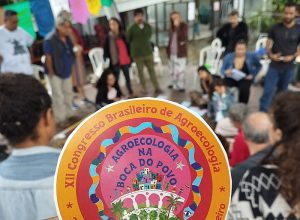 XII Congresso Brasileiro de Agroecologia
AGROECOLOGIA
NA
BOCA DO POVO